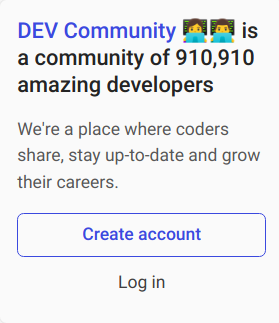 DEV Community 👩‍💻👨‍💻 is
a community of 910,910
amazing developers
We're a place where coders
share, stay up-to-date and grow
their careers.
Create account
Log in